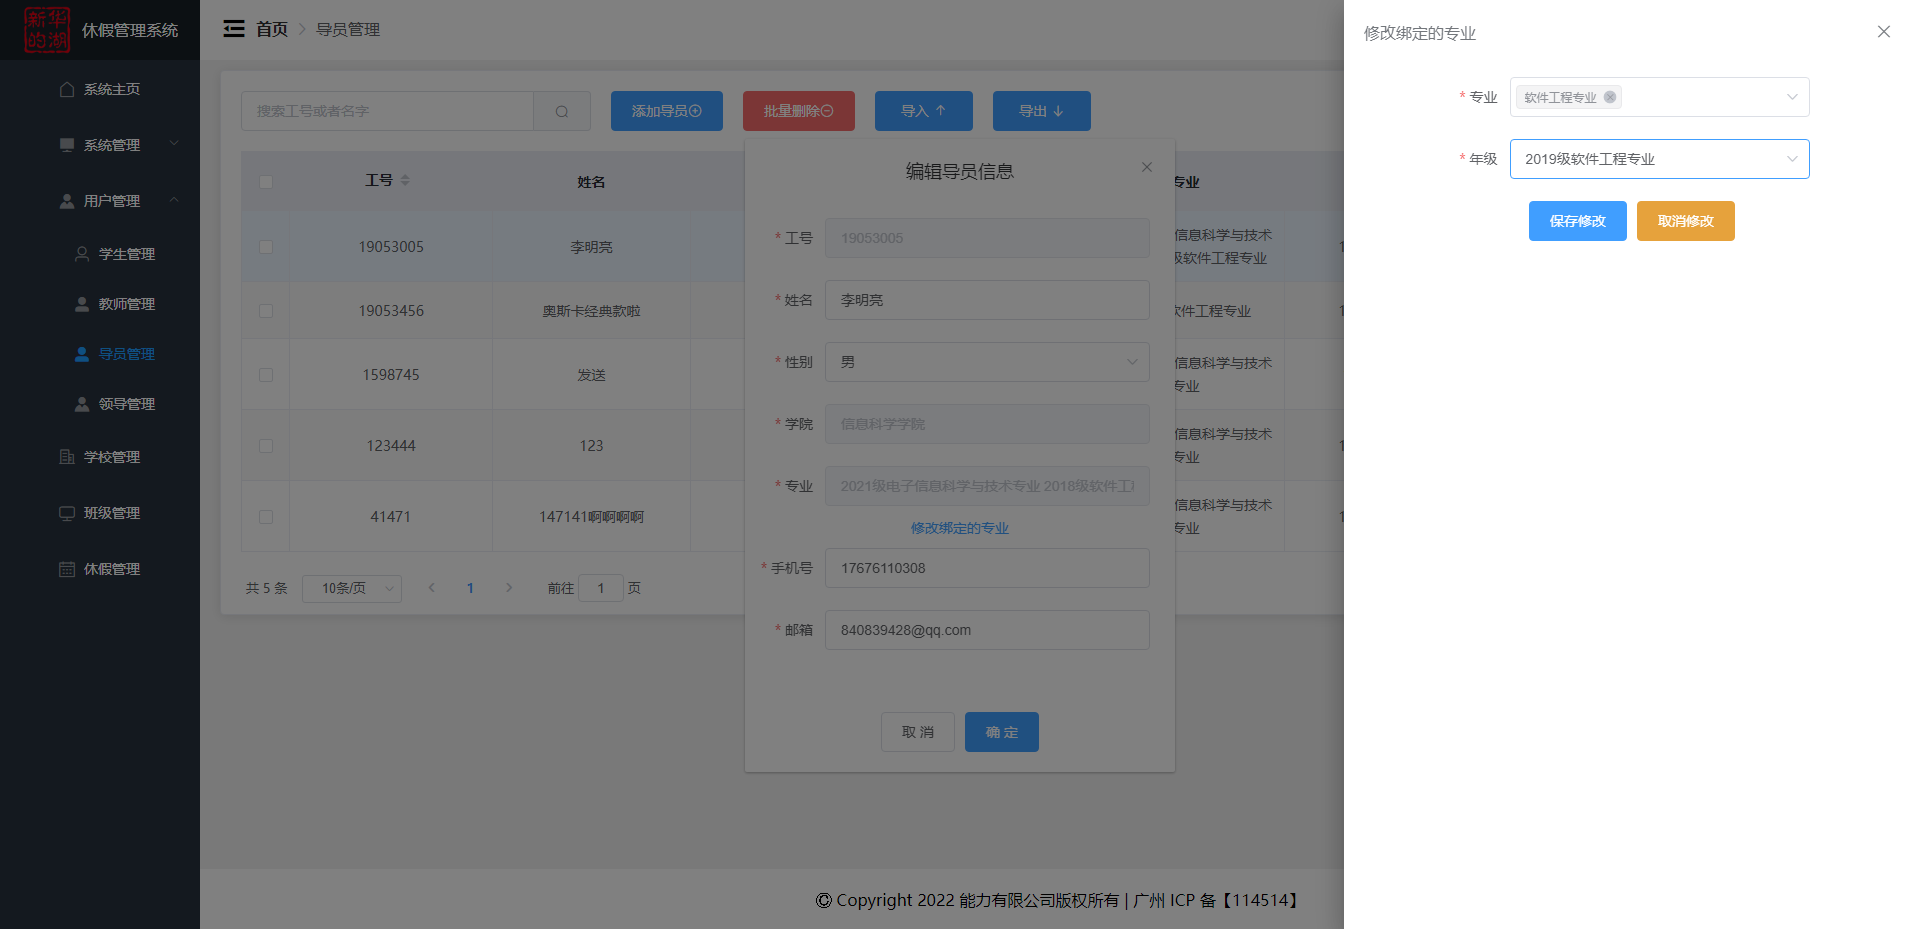 新华
的湖
休假管理系统
系统主页
系统管理
用户管理
学生管理
教师管理
导员管理
领导管理
学校管理
班级管理
休假管理
首页 > 导员管理
搜索工号或者名字
添加导员
批量删除
导入
导出
工号 姓名 专业
19053005 李明亮 信息科学与技术
级软件工程专业
19053456 奥斯卡经典款啦 软件工程专业
1598745 发送 信息科学与技术
专业
123444 123 信息科学与技术
专业
41471 147141啊啊啊啊 信息科学与技术
专业
共 5 条 10条/页 1 前往 1 页
编辑导员信息
* 工号 19053005
* 姓名 李明亮
* 性别 男
* 学院 信息科学学院
* 专业 2021级电子信息科学与技术专业 2018级软件工
修改绑定的专业
* 手机号 17676110308
* 邮箱 840839428@qq.com
取 消 确 定
© Copyright 2022 能力有限公司版权所有 | 广州 ICP 备【114514】
修改绑定的专业
* 专业 软件工程专业
* 年级 2019级软件工程专业
保存修改 取消修改